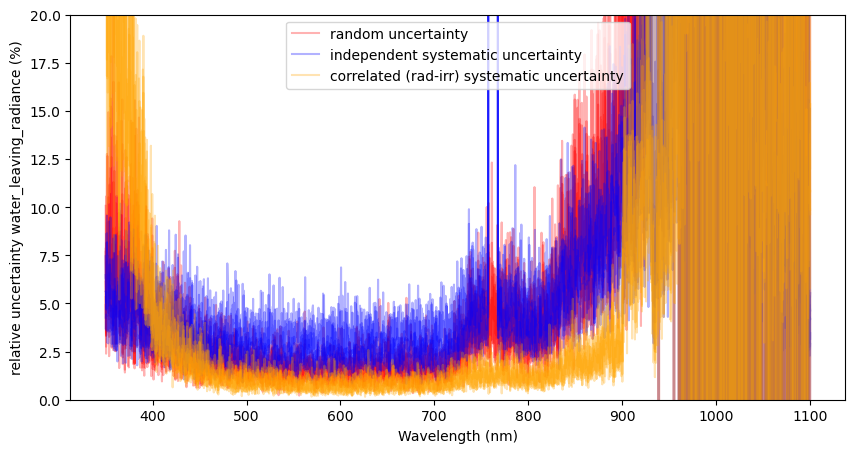 20.0
17.5
15.0
12.5
10.0
7.5
5.0
2.5
0.0
relative uncertainty water_leaving_radiance (%)
random uncertainty
independent systematic uncertainty
correlated (rad-irr) systematic uncertainty
400 500 600 700 800 900 1000 1100
Wavelength (nm)